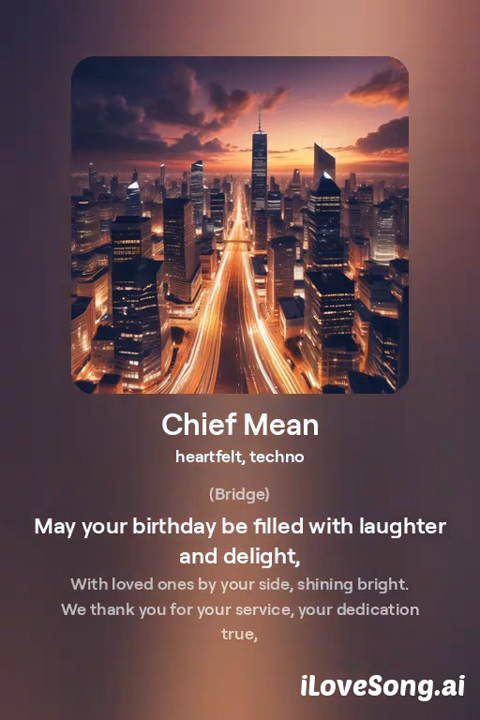 Chief Mean
heartfelt, techno
(Bridge)
May your birthday be filled with laughter
and delight,
With loved ones by your side, shining bright.
We thank you for your service, your dedication
true,
iLoveSong.ai